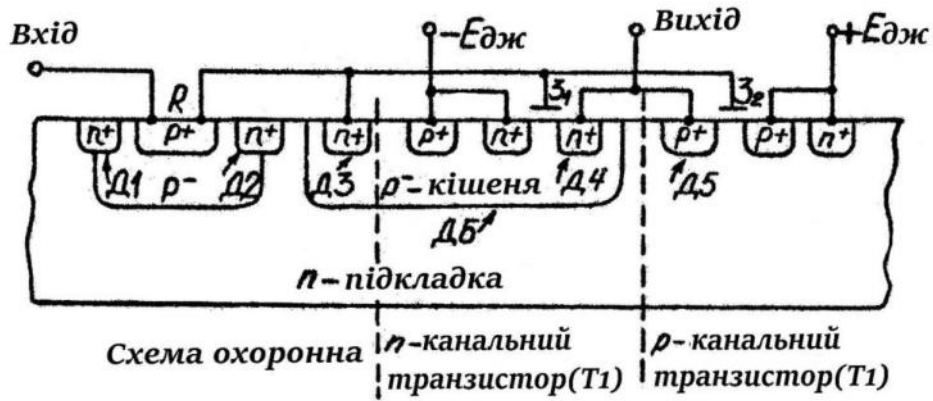 Вхід
-Eдж
Вихід
+Eдж
R
З₁
З₂
n+ p+ n+ n+ p+ n+ n+ p+ p+ n+
Д1 p- Д2 Д3 p-- кішеня Д4 Д5
Д6
n - підкладка
Схема охоронна
n-канальний
транзистор(Т1)
p- канальний
транзистор(Т1)